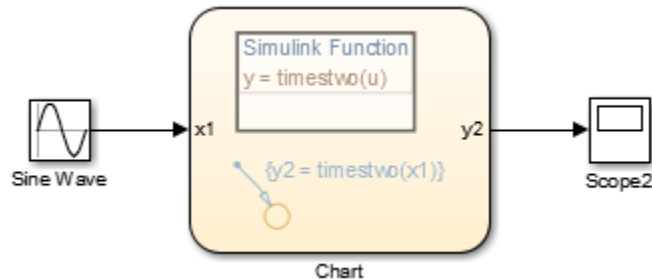 Simulink Function
y = timestwo(u)
x1
y2
{y2 = timestwo(x1)}
Sine Wave
Scope2
Chart